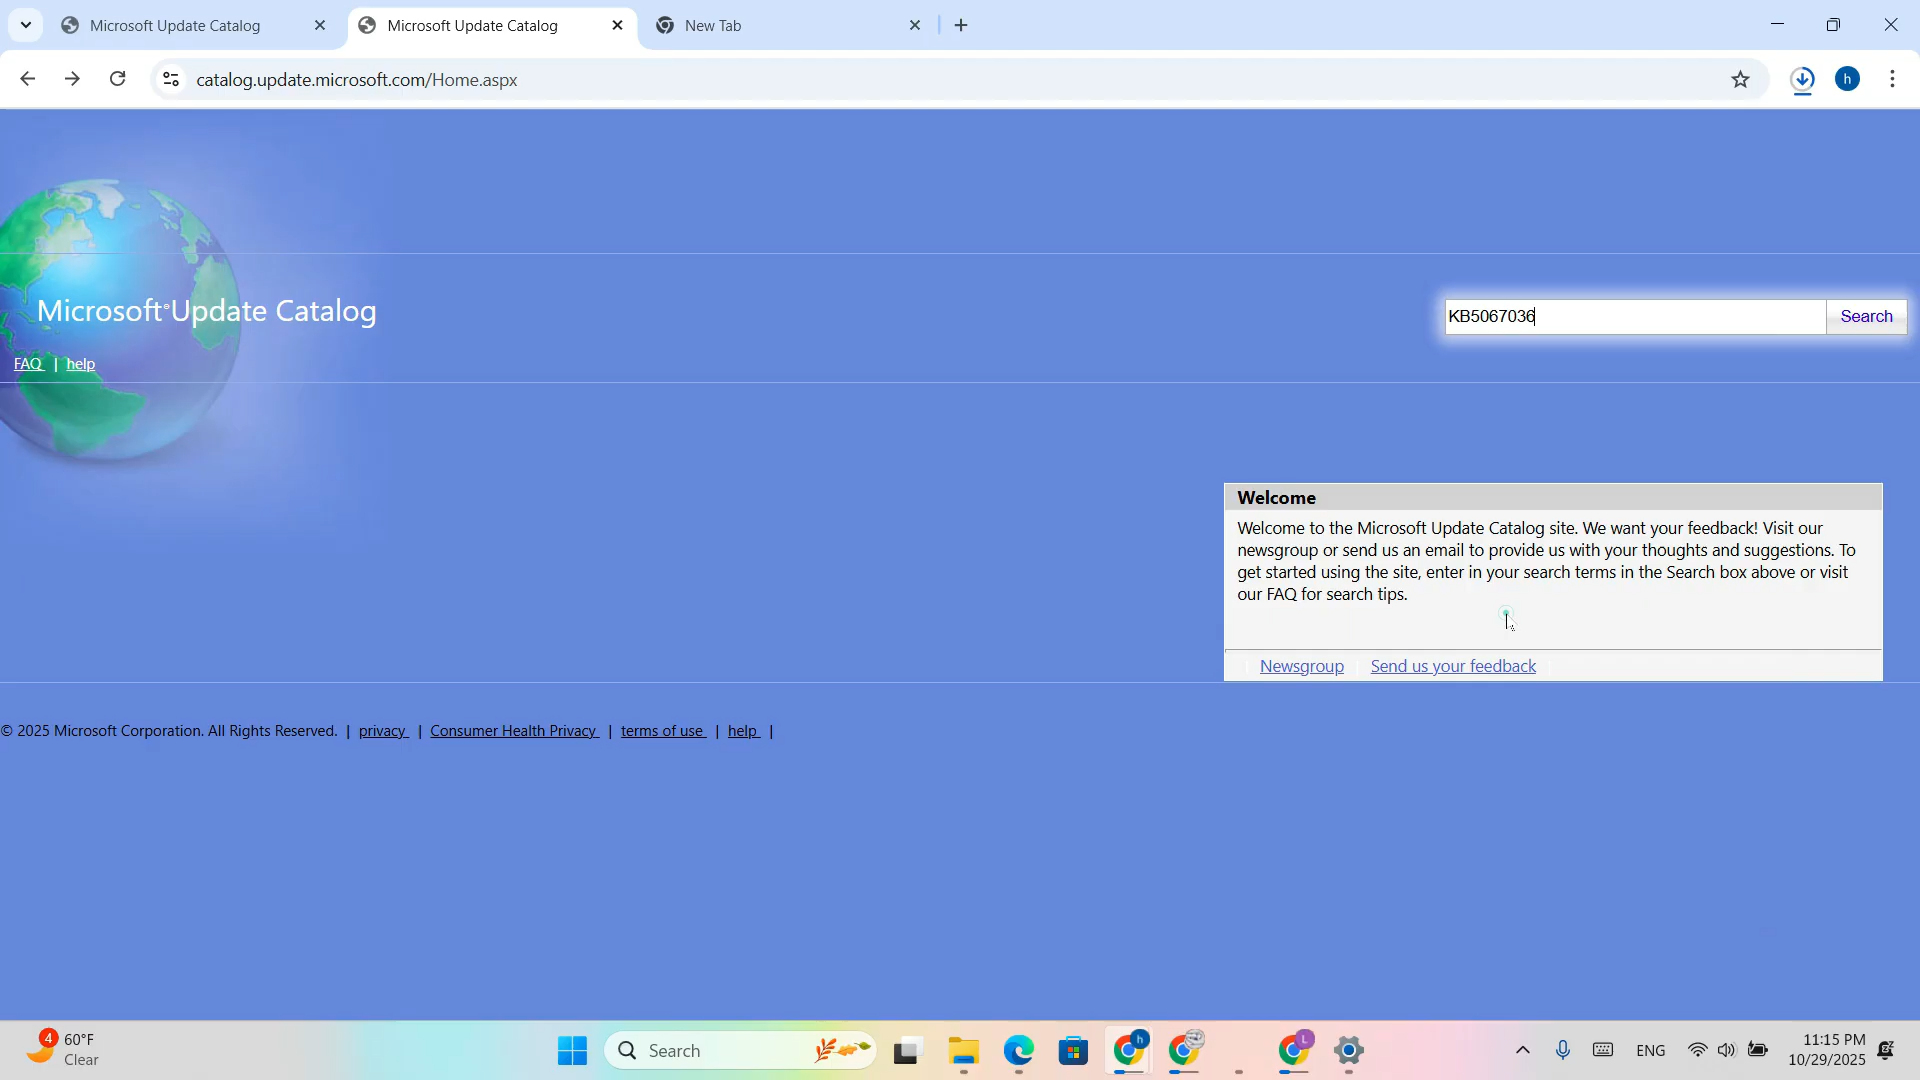 Microsoft Update Catalog
Microsoft Update Catalog
New Tab
catalog.update.microsoft.com/Home.aspx
h
Microsoft®Update Catalog
KB5067036
Search
FAQ | help
Welcome
Welcome to the Microsoft Update Catalog site. We want your feedback! Visit our
newsgroup or send us an email to provide us with your thoughts and suggestions. To
get started using the site, enter in your search terms in the Search box above or visit
our FAQ for search tips.
Newsgroup
Send us your feedback
© 2025 Microsoft Corporation. All Rights Reserved. | privacy | Consumer Health Privacy | terms of use | help |
4
60°F
Clear
Search
h
L
ENG
11:15 PM
10/29/2025